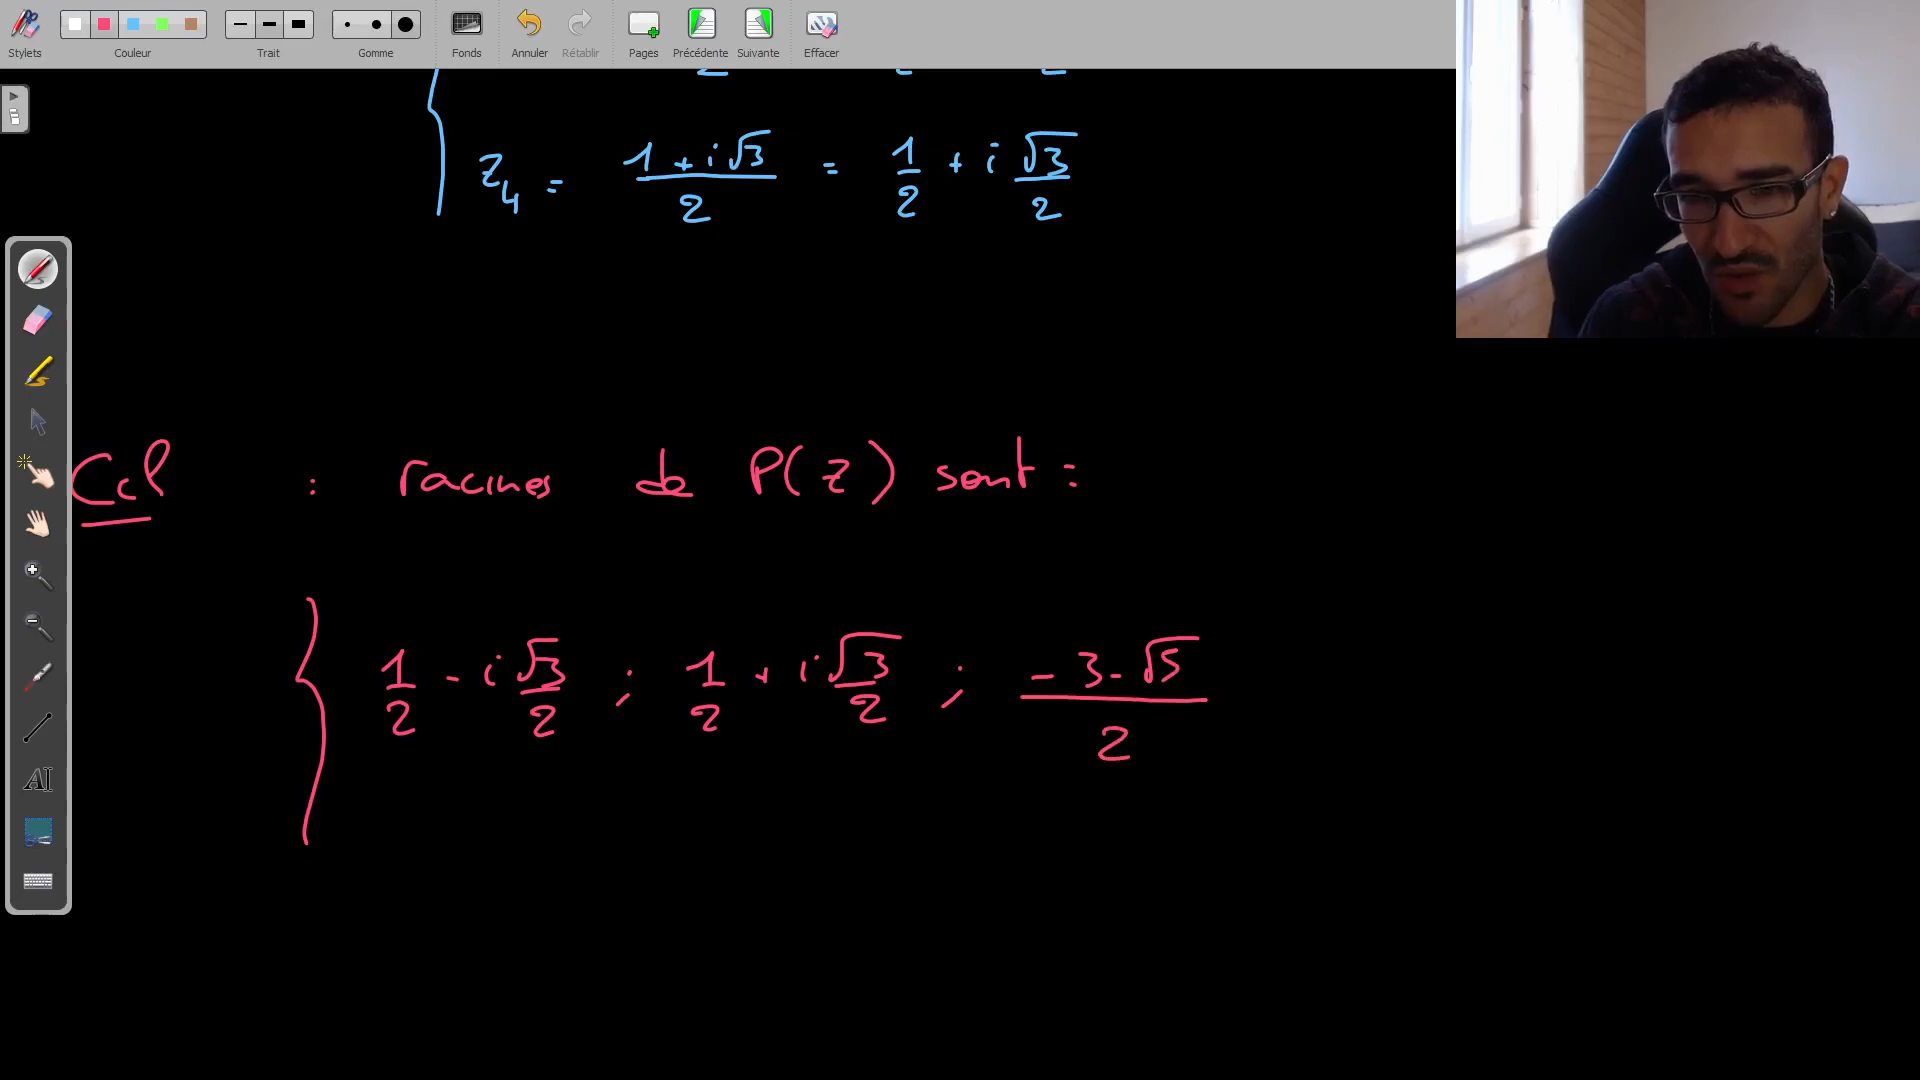 Stylets Couleur Trait Gomme Fonds Annuler Rétablir Pages Précédente Suivante Effacer
Z₄ = (1 + i√3)/2 = 1/2 + i √3/2
Ccl : racines de P(Z) sont :
{ 1/2 - i √3/2 ; 1/2 + i √3/2 ; (-3 - √5)/2
AI